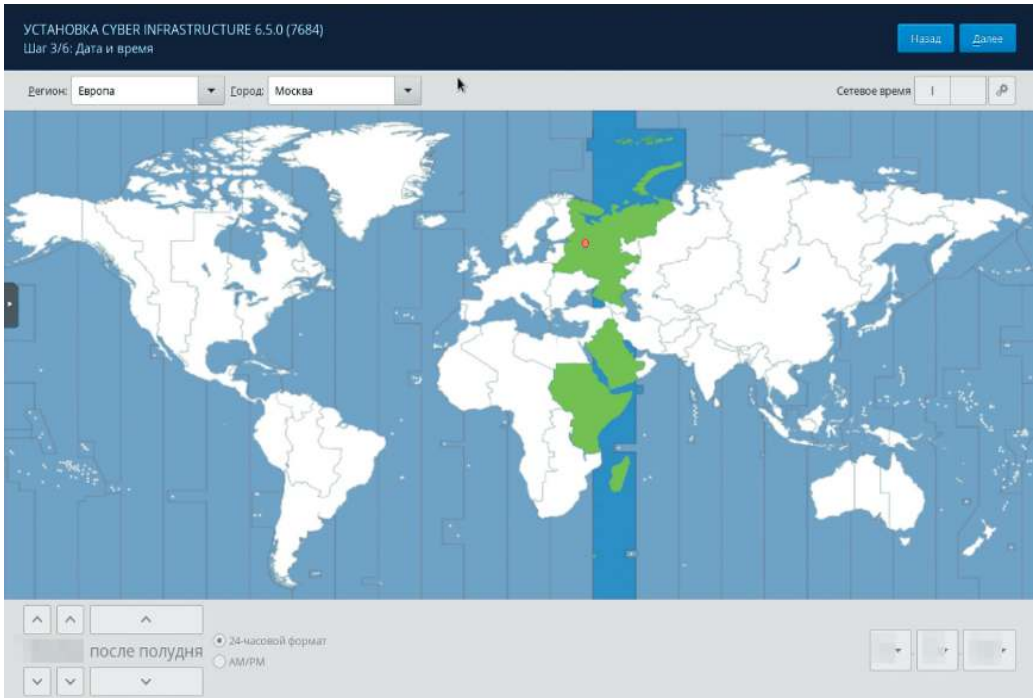 УСТАНОВКА CYBER INFRASTRUCTURE 6.5.0 (7684)
Шаг 3/6: Дата и время
Назад Далее
Регион: Европа Город: Москва Сетевое время
после полудня
24-часовой формат
AM/PM